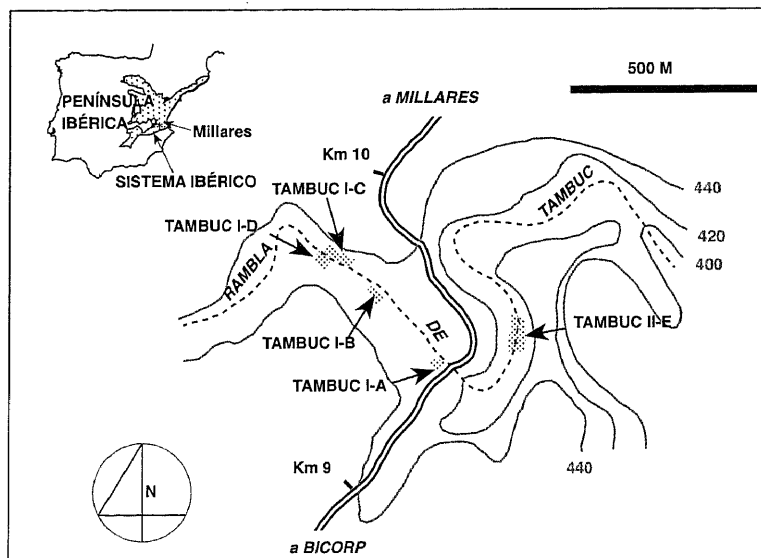 500 M
PENÍNSULA
IBÉRICA
Millares
SISTEMA IBÉRICO
a MILLARES
Km 10
TAMBUC I-C
TAMBUC I-D
RAMBLA
TAMBUC
440
420
400
DE
TAMBUC I-B
TAMBUC II-E
TAMBUC I-A
Km 9
440
N
a BICORP